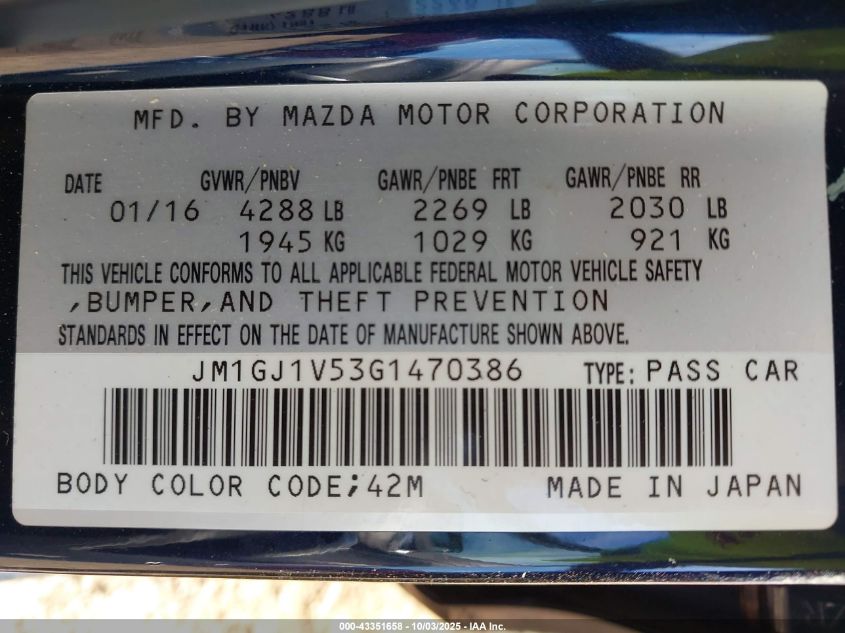 MFD. BY MAZDA MOTOR CORPORATION
DATE GVWR/PNBV GAWR/PNBE FRT GAWR/PNBE RR
01/16 4288 LB 2269 LB 2030 LB
1945 KG 1029 KG 921 KG
THIS VEHICLE CONFORMS TO ALL APPLICABLE FEDERAL MOTOR VEHICLE SAFETY
,BUMPER,AND THEFT PREVENTION
STANDARDS IN EFFECT ON THE DATE OF MANUFACTURE SHOWN ABOVE.
JM1GJ1V53G1470386 TYPE: PASS CAR
BODY COLOR CODE;42M MADE IN JAPAN
000-43351658 - 10/03/2025 - IAA Inc.